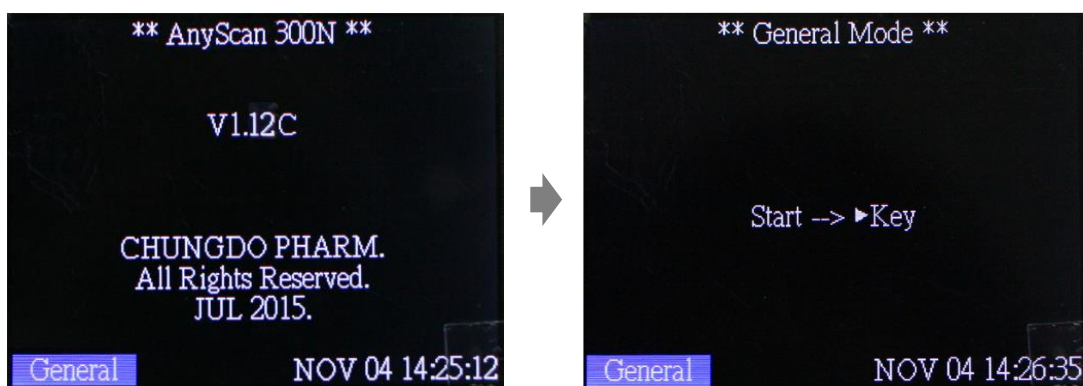 ** AnyScan 300N **
V1.12C
CHUNGDO PHARM.
All Rights Reserved.
JUL 2015.
General
NOV 04 14:25:12
** General Mode **
Start --> ▶Key
General
NOV 04 14:26:35